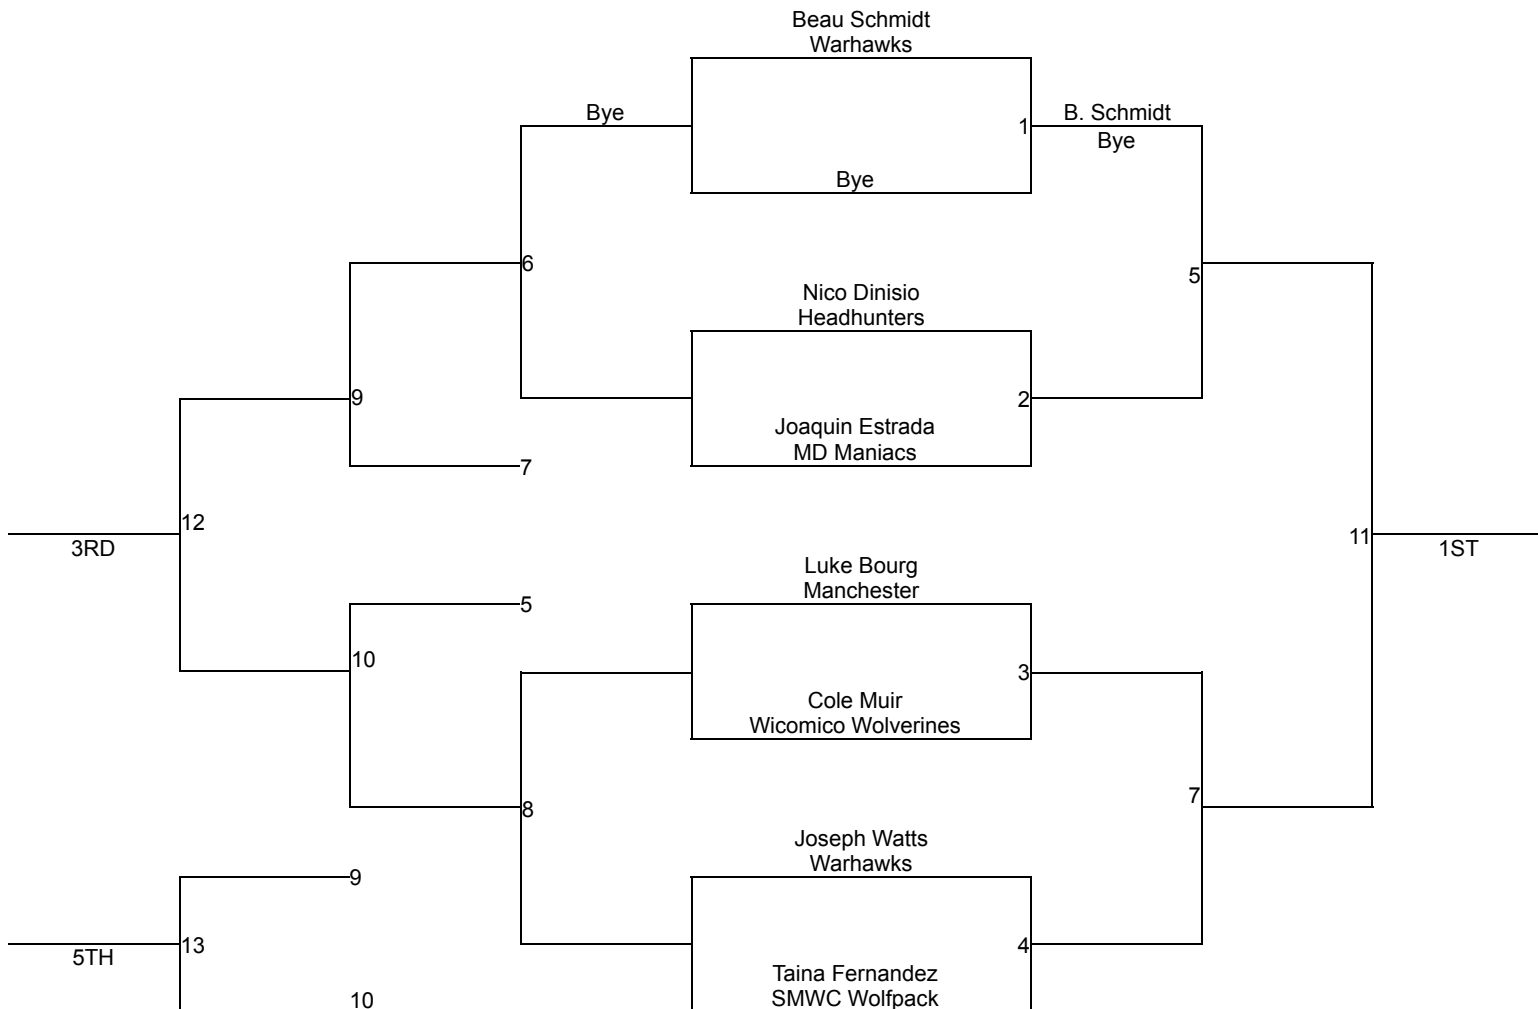 Beau Schmidt
Warhawks
Bye
1
B. Schmidt
Bye
Bye
6
5
Nico Dinisio
Headhunters
9
2
Joaquin Estrada
MD Maniacs
7
12
3RD
11
1ST
Luke Bourg
Manchester
5
10
3
Cole Muir
Wicomico Wolverines
8
7
Joseph Watts
Warhawks
9
13
5TH
4
Taina Fernandez
SMWC Wolfpack
10